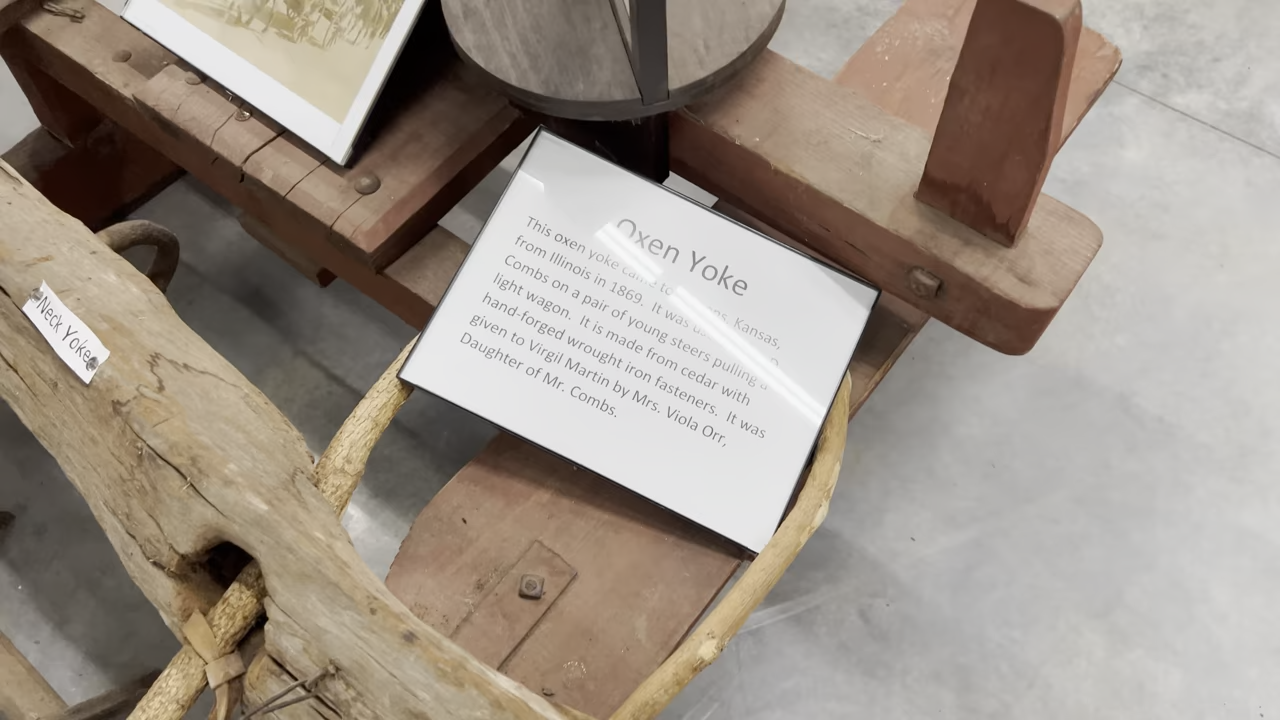 Oxen Yoke
This oxen yoke came to Kansas,
from Illinois in 1869. It was
Combs on a pair of young steers pulling a
light wagon. It is made from cedar with
hand-forged wrought iron fasteners. It was
given to Virgil Martin by Mrs. Viola Orr,
Daughter of Mr. Combs.
Neck Yoke